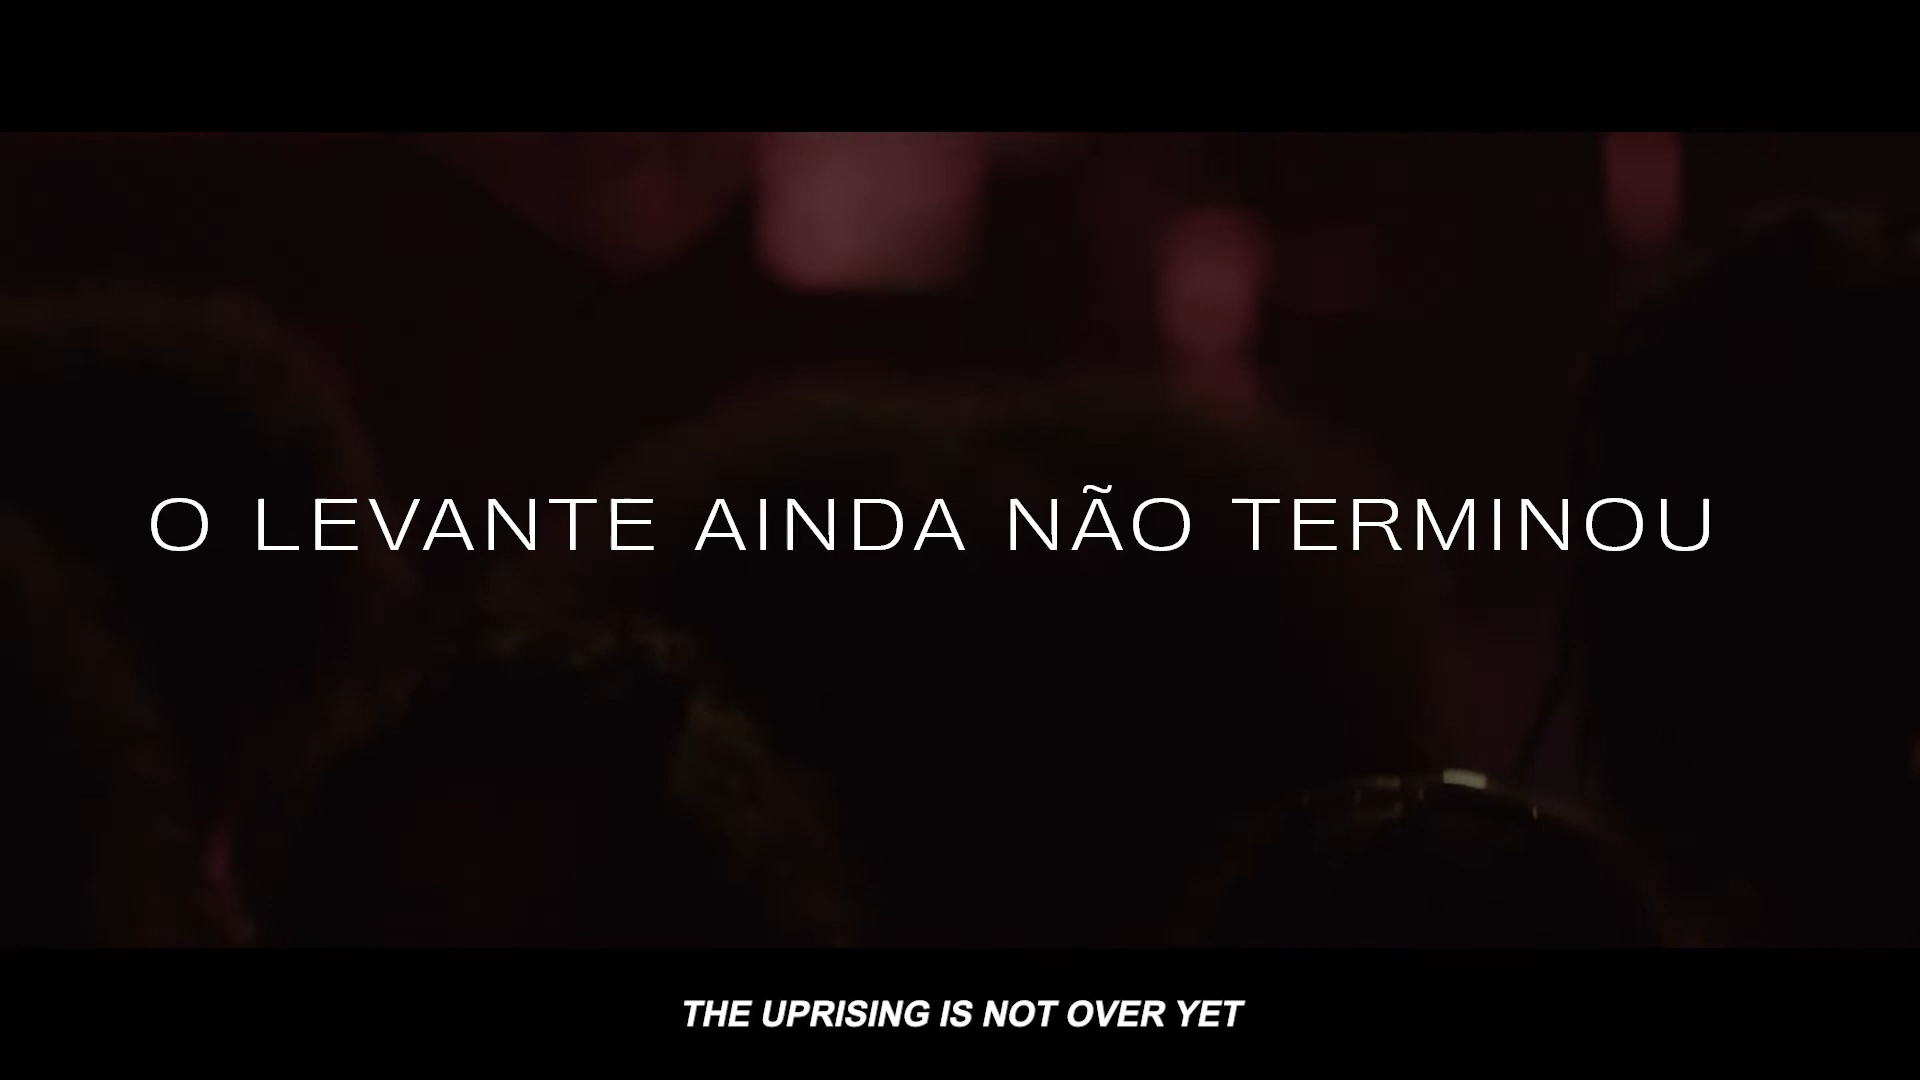 O LEVANTE AINDA NÃO TERMINOU
THE UPRISING IS NOT OVER YET